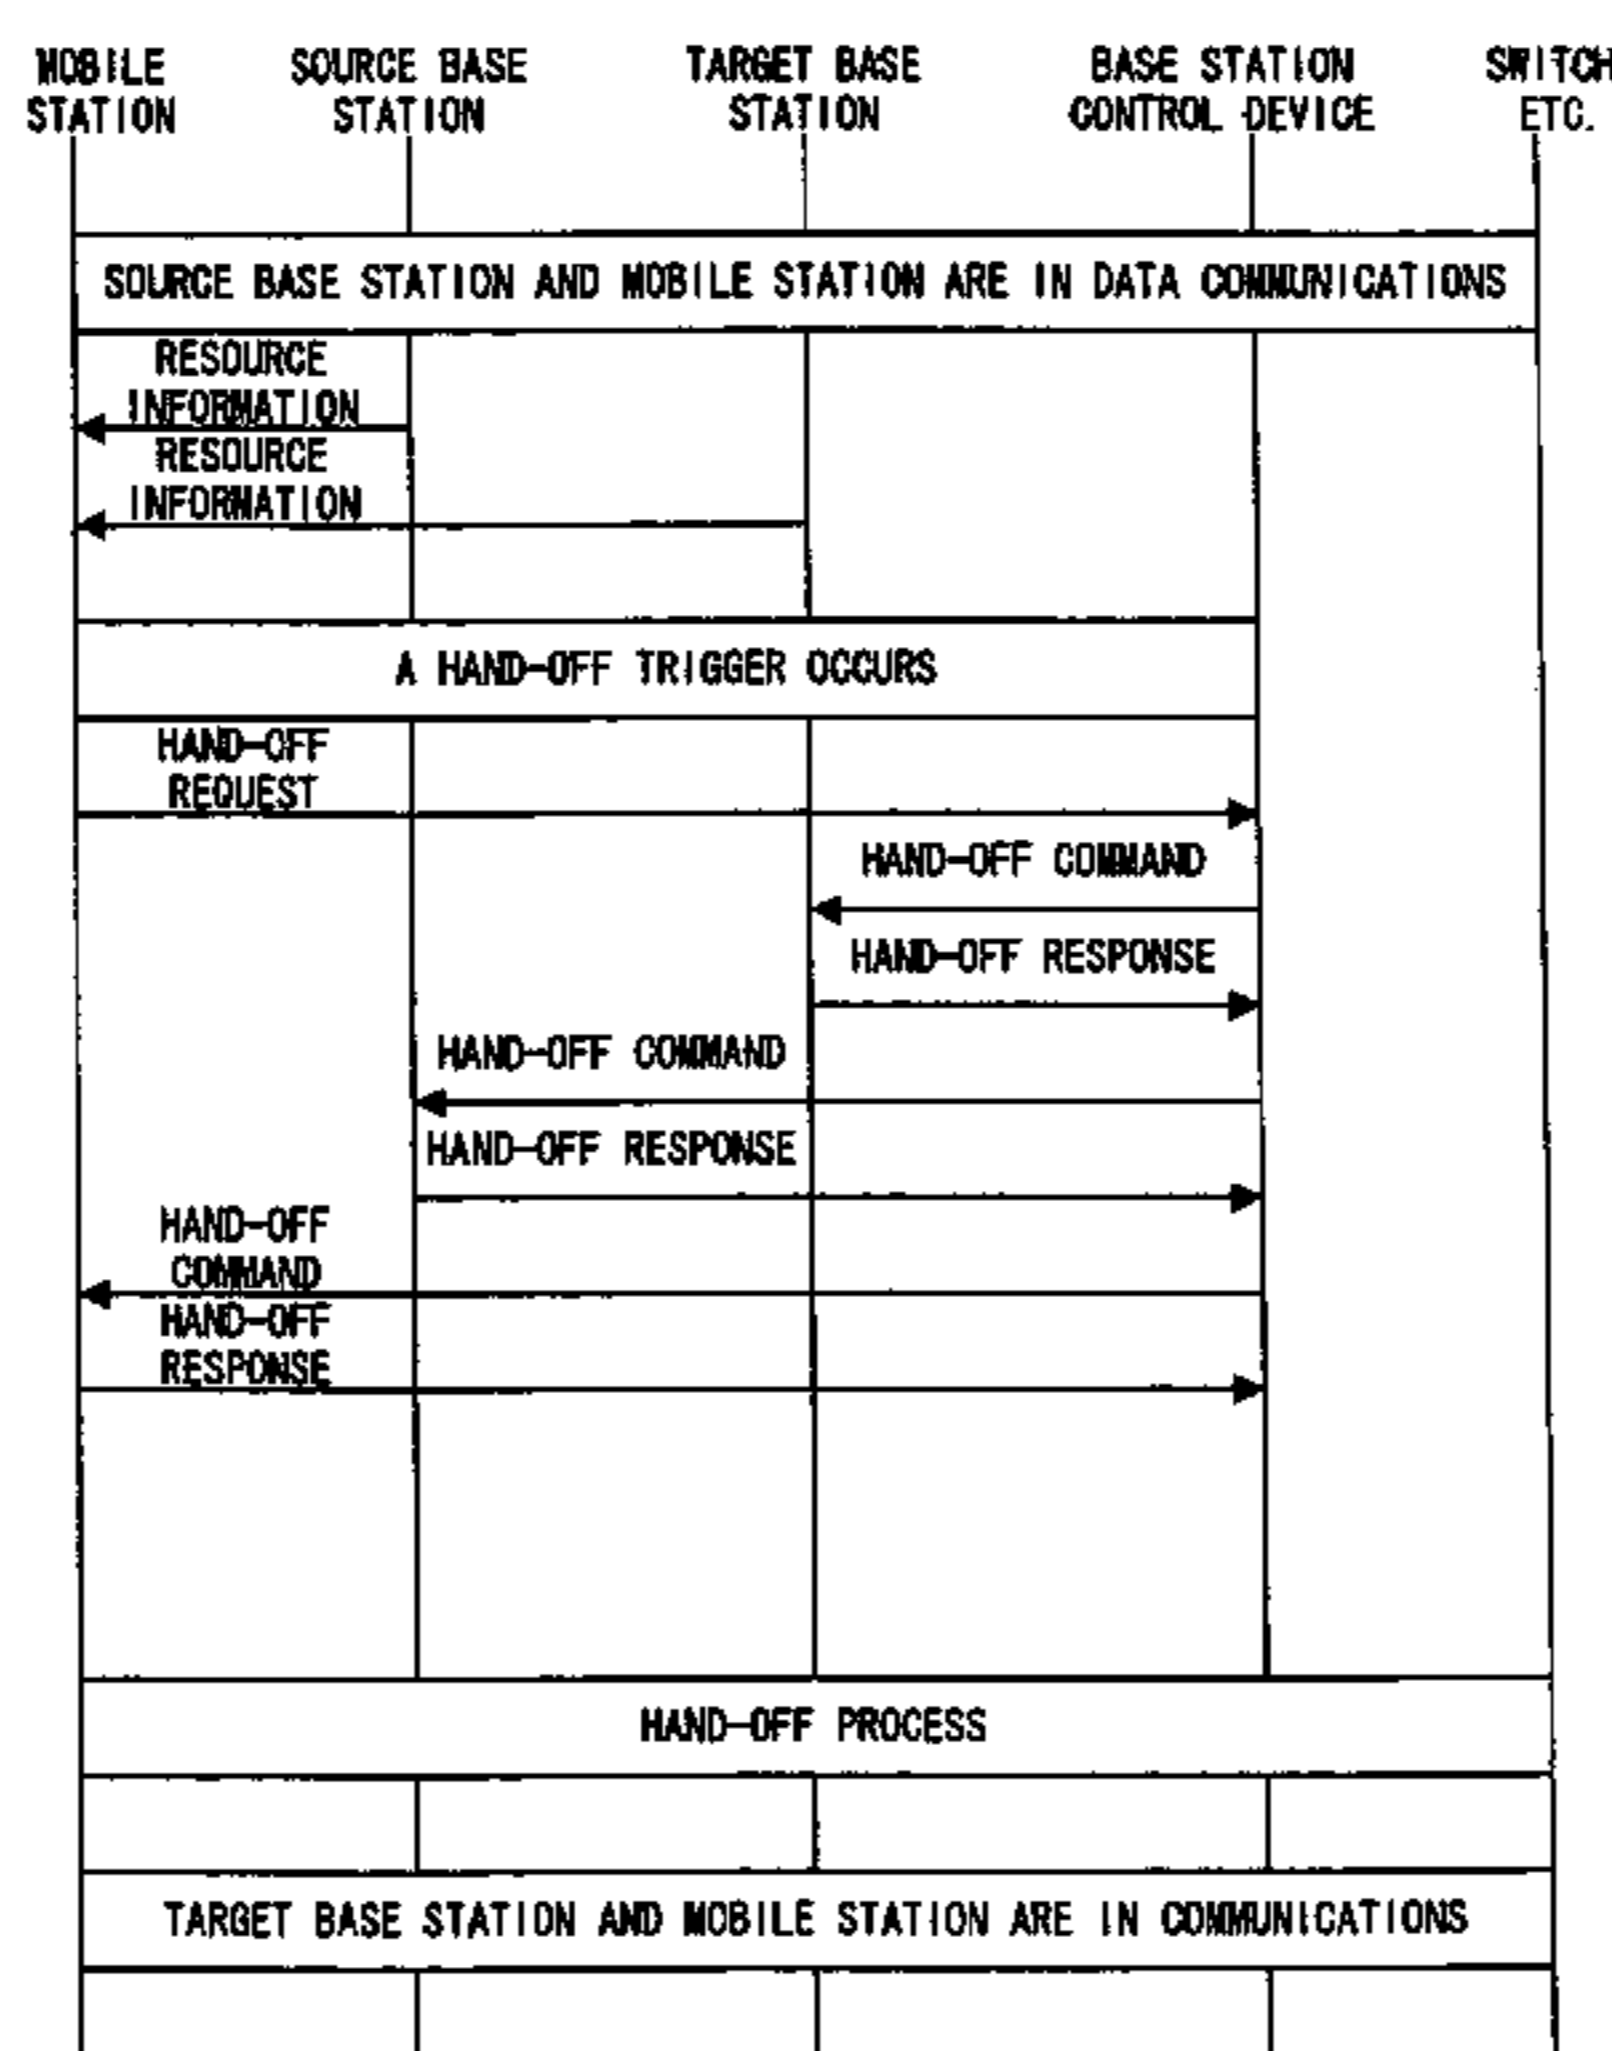 MOBILE
STATION
SOURCE BASE
STATION
TARGET BASE
STATION
BASE STATION
CONTROL DEVICE
SWITCH
ETC.
SOURCE BASE STATION AND MOBILE STATION ARE IN DATA COMMUNICATIONS
RESOURCE
INFORMATION
RESOURCE
INFORMATION
A HAND-OFF TRIGGER OCCURS
HAND-OFF
REQUEST
HAND-OFF COMMAND
HAND-OFF RESPONSE
HAND-OFF COMMAND
HAND-OFF RESPONSE
HAND-OFF
COMMAND
HAND-OFF
RESPONSE
HAND-OFF PROCESS
TARGET BASE STATION AND MOBILE STATION ARE IN COMMUNICATIONS